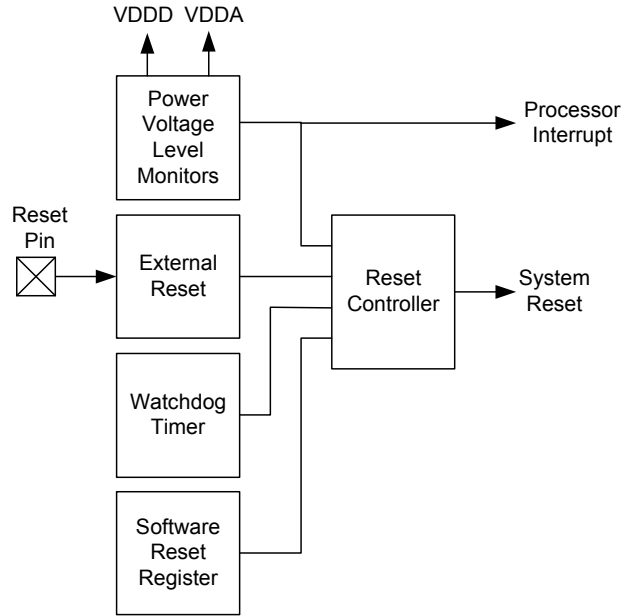 VDDD VDDA
Power
Voltage
Level
Monitors
Processor
Interrupt
Reset
Pin
External
Reset
Reset
Controller
System
Reset
Watchdog
Timer
Software
Reset
Register